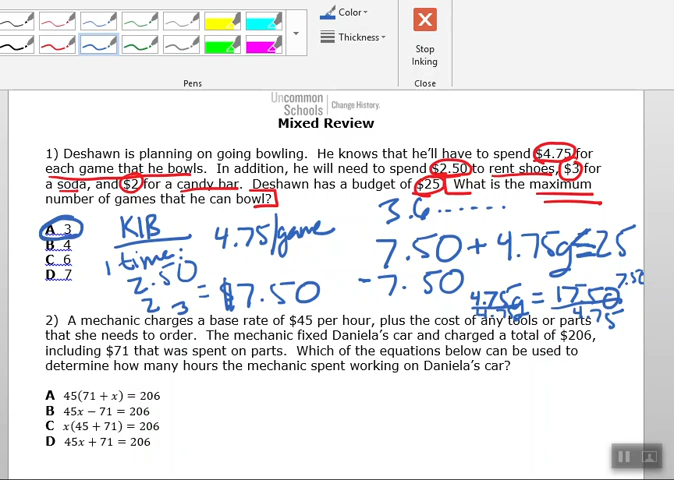 Color
Thickness
Stop
Inking
Pens
Close
Uncommon
Schools
Change History.
Mixed Review
1) Deshawn is planning on going bowling. He knows that he'll have to spend $4.75 for
each game that he bowls. In addition, he will need to spend $2.50 to rent shoes, $3 for
a soda, and $2 for a candy bar. Deshawn has a budget of $25. What is the maximum
number of games that he can bowl?
3.6......
A 3
B 4
C 6
D 7
KIB
4.75/game
1 time:
2.50
2 3 = $7.50
7.50 + 4.75g ≤ 25
-7.50
7.50
4.75g = 17.50
4.75g 4.75
2) A mechanic charges a base rate of $45 per hour, plus the cost of any tools or parts
that she needs to order. The mechanic fixed Daniela's car and charged a total of $206,
including $71 that was spent on parts. Which of the equations below can be used to
determine how many hours the mechanic spent working on Daniela's car?
A 45(71 + x) = 206
B 45x − 71 = 206
C x(45 + 71) = 206
D 45x + 71 = 206